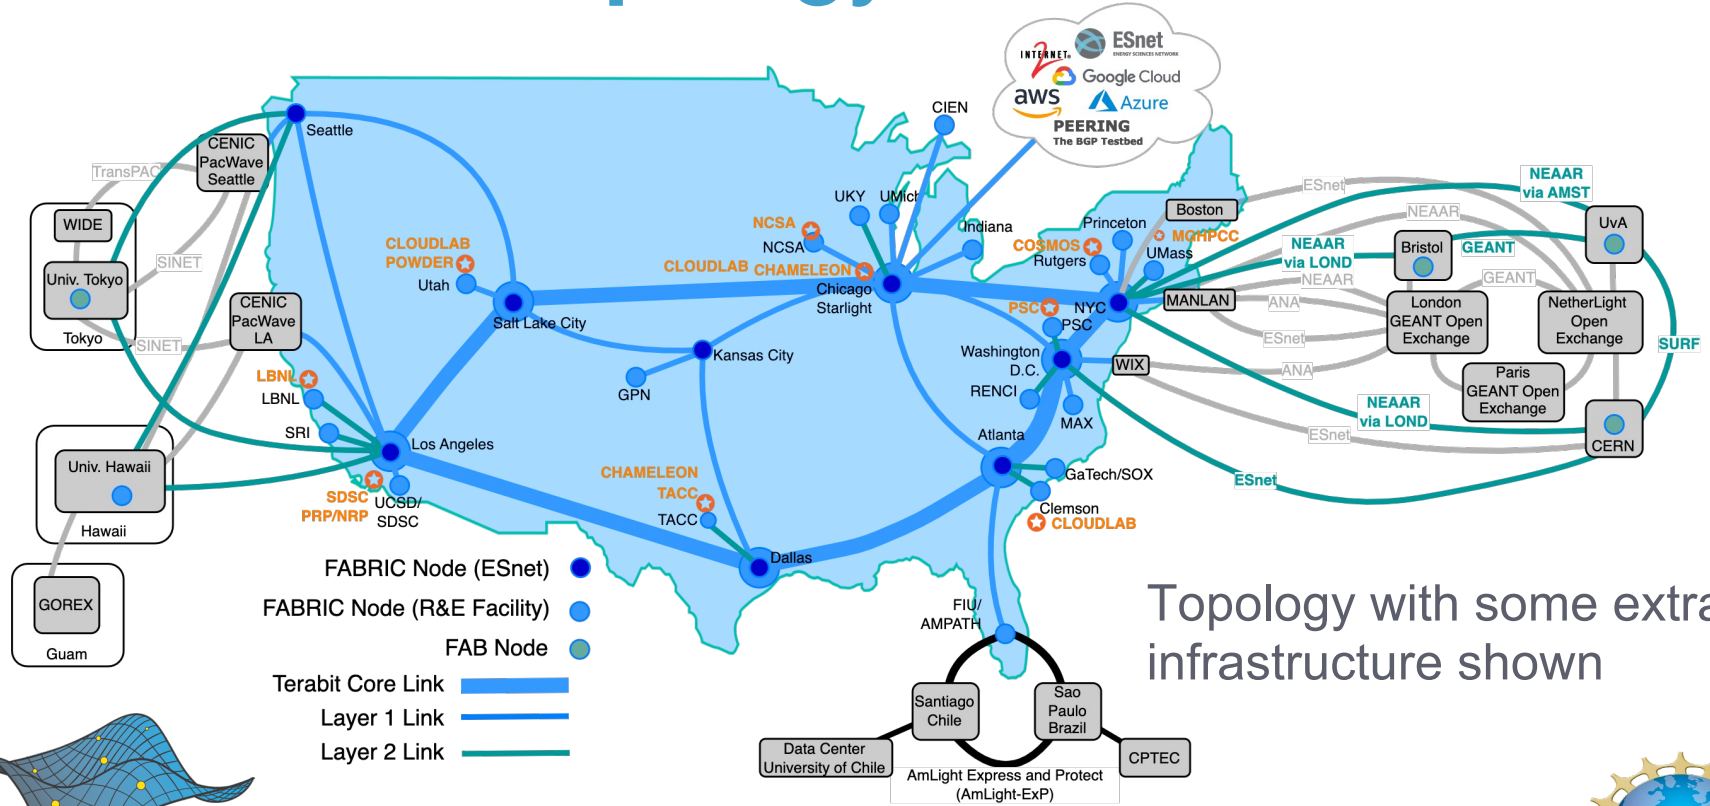 INTERNET
2
ESnet
ENERGY SCIENCES NETWORK
Google Cloud
aws
Azure
PEERING
The BGP Testbed
CIEN
Seattle
CENIC
PacWave
Seattle
TransPAC
WIDE
SINET
Univ. Tokyo
Tokyo
SINET
CENIC
PacWave
LA
CLOUDLAB
POWDER
Utah
Salt Lake City
UKY
UMich
NCSA
NCSA
Indiana
CLOUDLAB
CHAMELEON
Chicago
Starlight
Kansas City
GPN
COSMOS
Rutgers
Princeton
MGHPCC
UMass
Boston
NYC
MANLAN
PSC
PSC
Washington
D.C.
WIX
RENCI
MAX
ESnet
NEAAR
via AMST
NEAAR
UvA
NEAAR
via LOND
Bristol
GEANT
NEAAR
GEANT
ANA
London
GEANT Open
Exchange
NetherLight
Open
Exchange
ESnet
SURF
ANA
Paris
GEANT Open
Exchange
NEAAR
via LOND
ESnet
CERN
ESnet
LBNL
LBNL
SRI
Los Angeles
SDSC
PRP/NRP
UCSD/
SDSC
Univ. Hawaii
Hawaii
GOREX
Guam
CHAMELEON
TACC
TACC
Dallas
Atlanta
GaTech/SOX
Clemson
CLOUDLAB
FIU/
AMPATH
Santiago
Chile
Sao
Paulo
Brazil
Data Center
University of Chile
CPTEC
AmLight Express and Protect
(AmLight-ExP)
FABRIC Node (ESnet)
FABRIC Node (R&E Facility)
FAB Node
Terabit Core Link
Layer 1 Link
Layer 2 Link
Topology with some extra
infrastructure shown